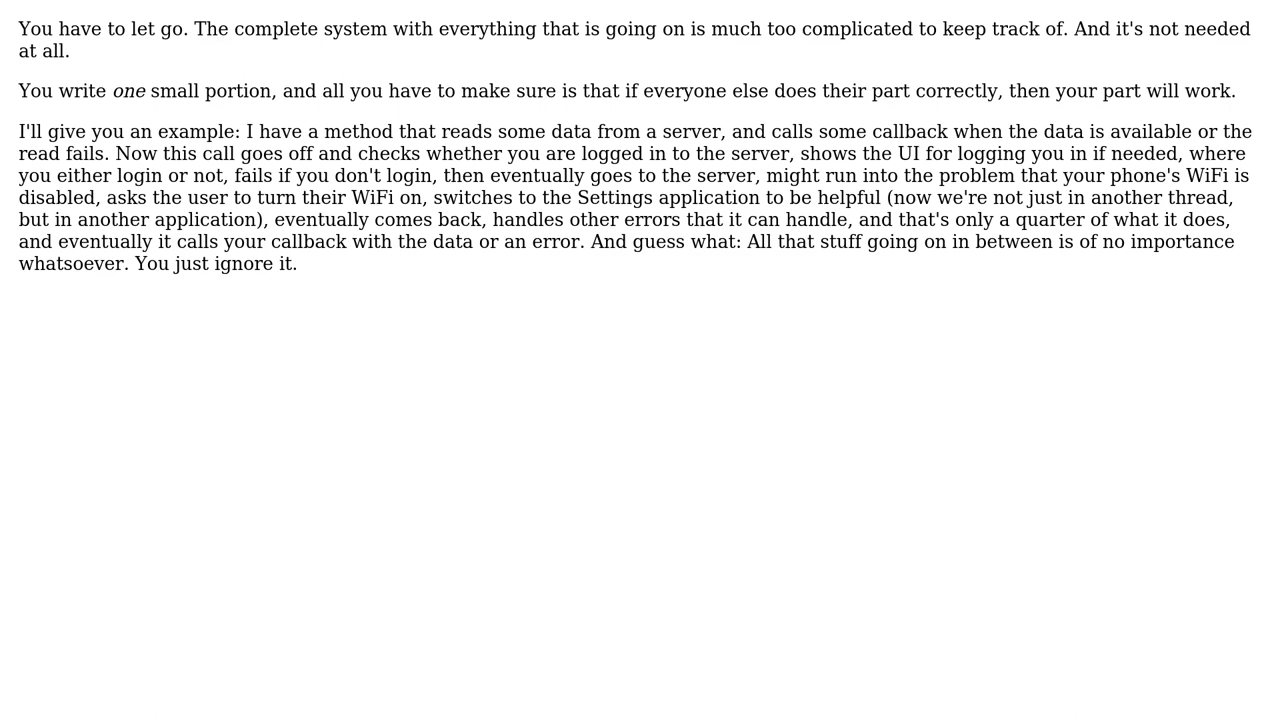 You have to let go. The complete system with everything that is going on is much too complicated to keep track of. And it's not needed
at all.
You write one small portion, and all you have to make sure is that if everyone else does their part correctly, then your part will work.
I'll give you an example: I have a method that reads some data from a server, and calls some callback when the data is available or the
read fails. Now this call goes off and checks whether you are logged in to the server, shows the UI for logging you in if needed, where
you either login or not, fails if you don't login, then eventually goes to the server, might run into the problem that your phone's WiFi is
disabled, asks the user to turn their WiFi on, switches to the Settings application to be helpful (now we're not just in another thread,
but in another application), eventually comes back, handles other errors that it can handle, and that's only a quarter of what it does,
and eventually it calls your callback with the data or an error. And guess what: All that stuff going on in between is of no importance
whatsoever. You just ignore it.